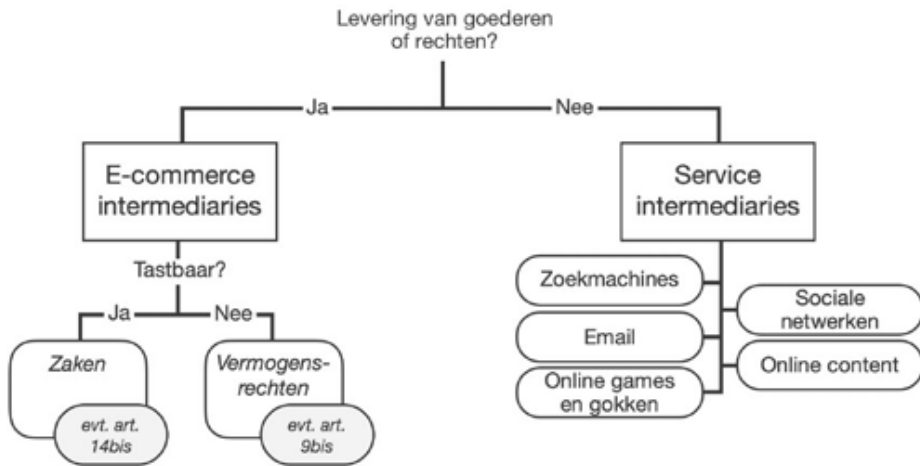 Levering van goederen
of rechten?
Ja
Nee
E-commerce
intermediaries
Service
intermediaries
Tastbaar?
Ja
Nee
Zaken
evt. art.
14bis
Vermogens-
rechten
evt. art.
9bis
Zoekmachines
Sociale
netwerken
Email
Online content
Online games
en gokken